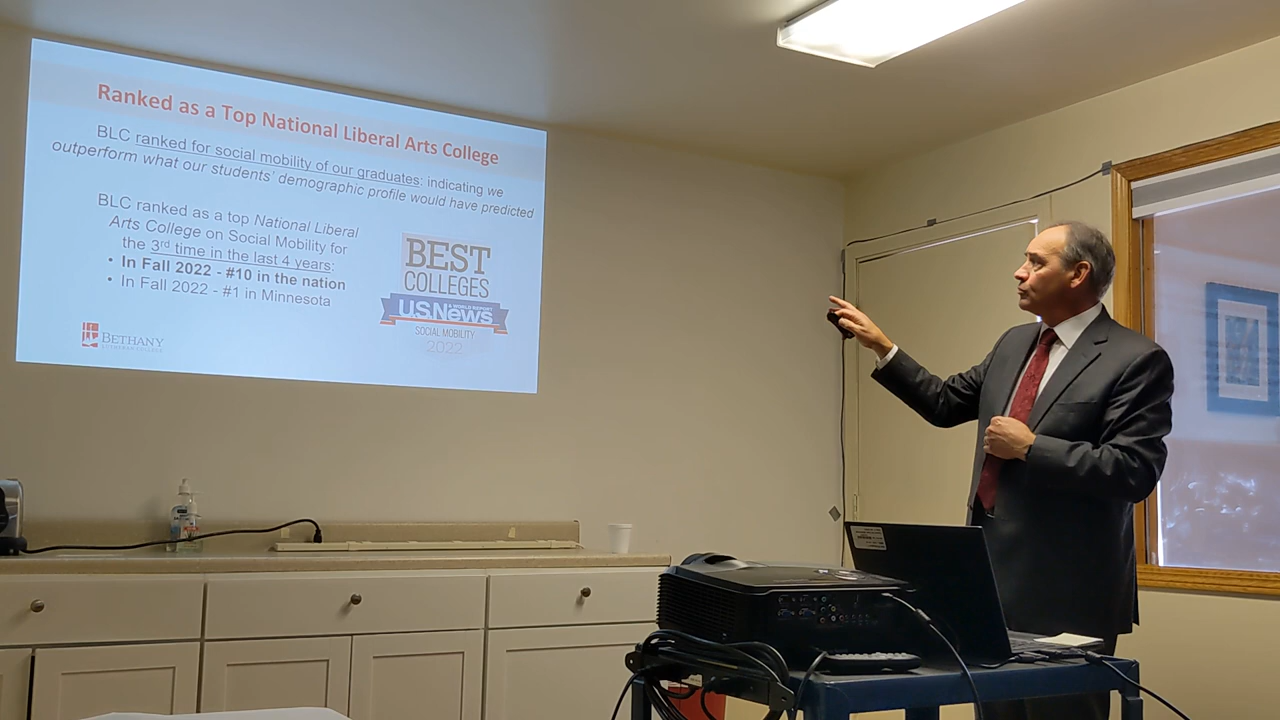 Ranked as a Top National Liberal Arts College
BLC ranked for social mobility of our graduates: indicating we
outperform what our students' demographic profile would have predicted
BLC ranked as a top National Liberal
Arts College on Social Mobility for
the 3rd time in the last 4 years:
• In Fall 2022 - #10 in the nation
• In Fall 2022 - #1 in Minnesota
BEST
COLLEGES
U.S.News
SOCIAL MOBILITY
2022
BETHANY
LUTHERAN COLLEGE